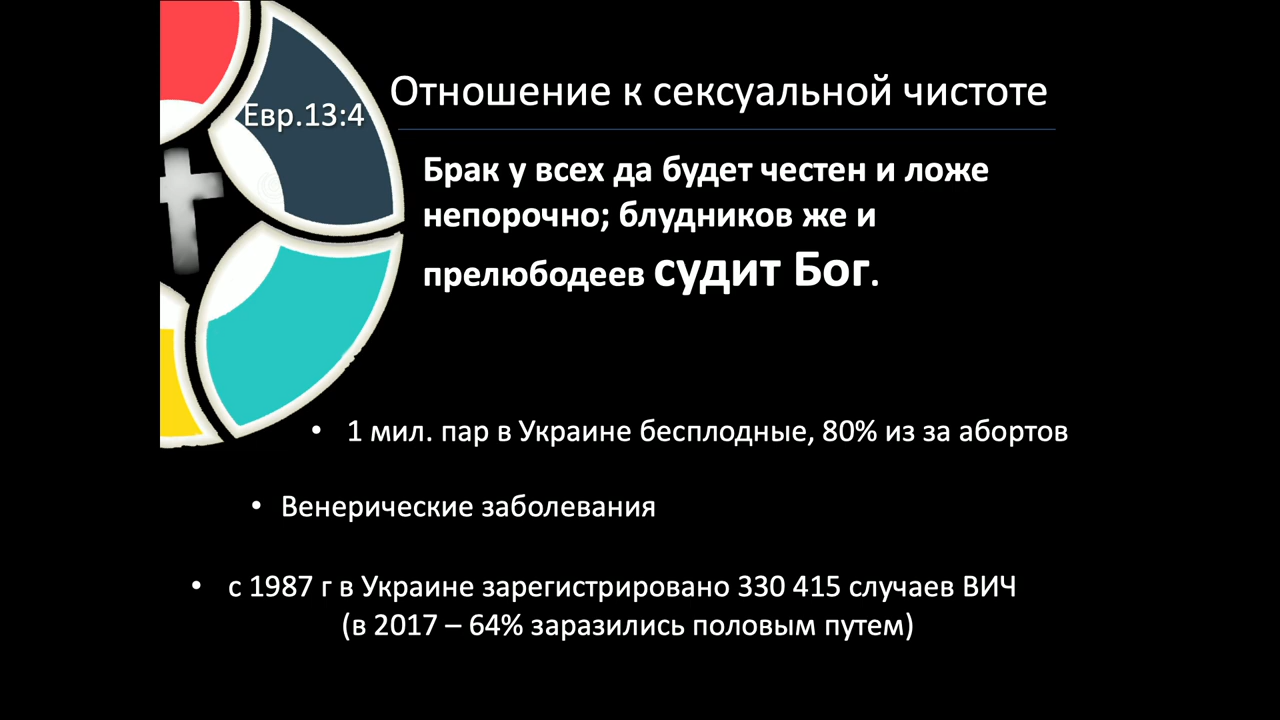 Отношение к сексуальной чистоте
Евр.13:4
Брак у всех да будет честен и ложе
непорочно; блудников же и
прелюбодеев судит Бог.
• 1 мил. пар в Украине бесплодные, 80% из за абортов
• Венерические заболевания
• с 1987 г в Украине зарегистрировано 330 415 случаев ВИЧ
(в 2017 – 64% заразились половым путем)